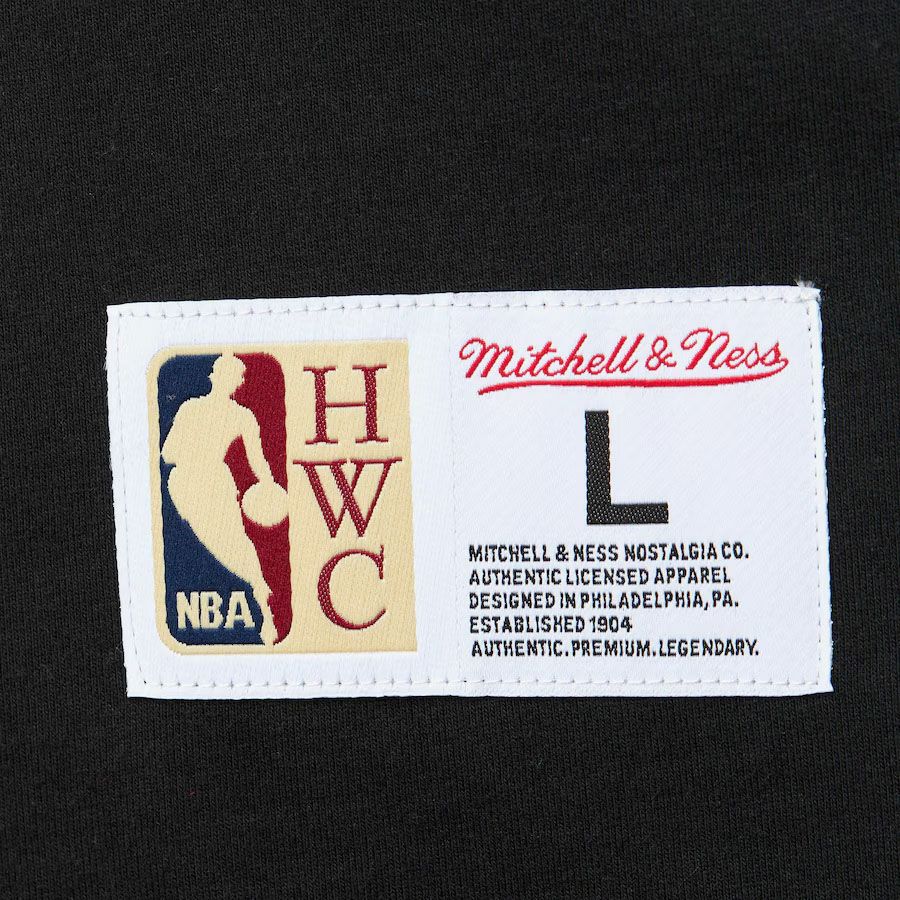 NBA
H
W
C
Mitchell & Ness
L
MITCHELL & NESS NOSTALGIA CO.
AUTHENTIC LICENSED APPAREL
DESIGNED IN PHILADELPHIA, PA.
ESTABLISHED 1904
AUTHENTIC. PREMIUM. LEGENDARY.